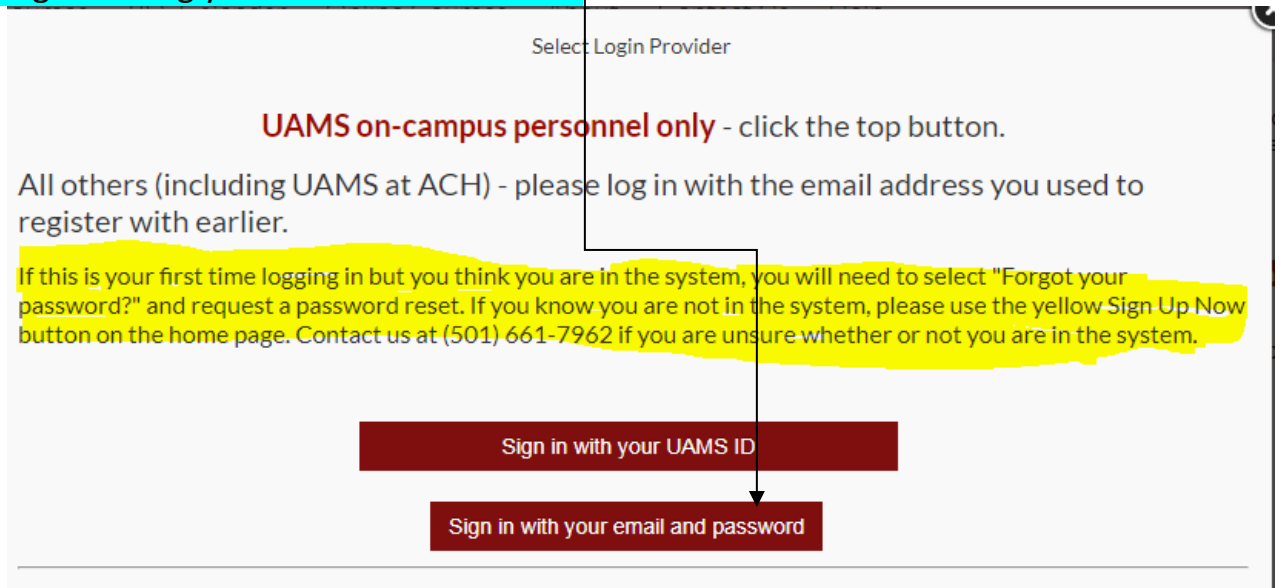 Select Login Provider
UAMS on-campus personnel only - click the top button.
All others (including UAMS at ACH) - please log in with the email address you used to
register with earlier.
If this is your first time logging in but you think you are in the system, you will need to select "Forgot your
password?" and request a password reset. If you know you are not in the system, please use the yellow Sign Up Now
button on the home page. Contact us at (501) 661-7962 if you are unsure whether or not you are in the system.
Sign in with your UAMS ID
Sign in with your email and password